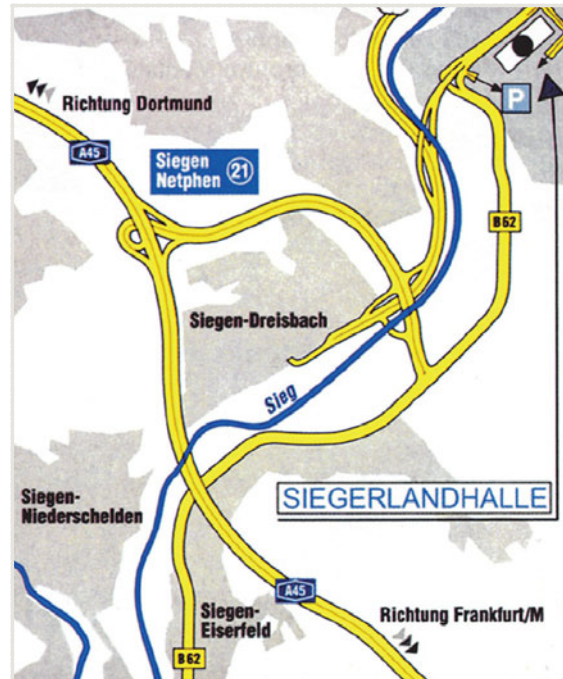 Richtung Dortmund
A45
Siegen
Netphen
21
P
B62
Siegen-Dreisbach
Sieg
Siegen-
Niederschelden
SIEGERLANDHALLE
A45
Siegen-
Eiserfeld
Richtung Frankfurt/M
B62